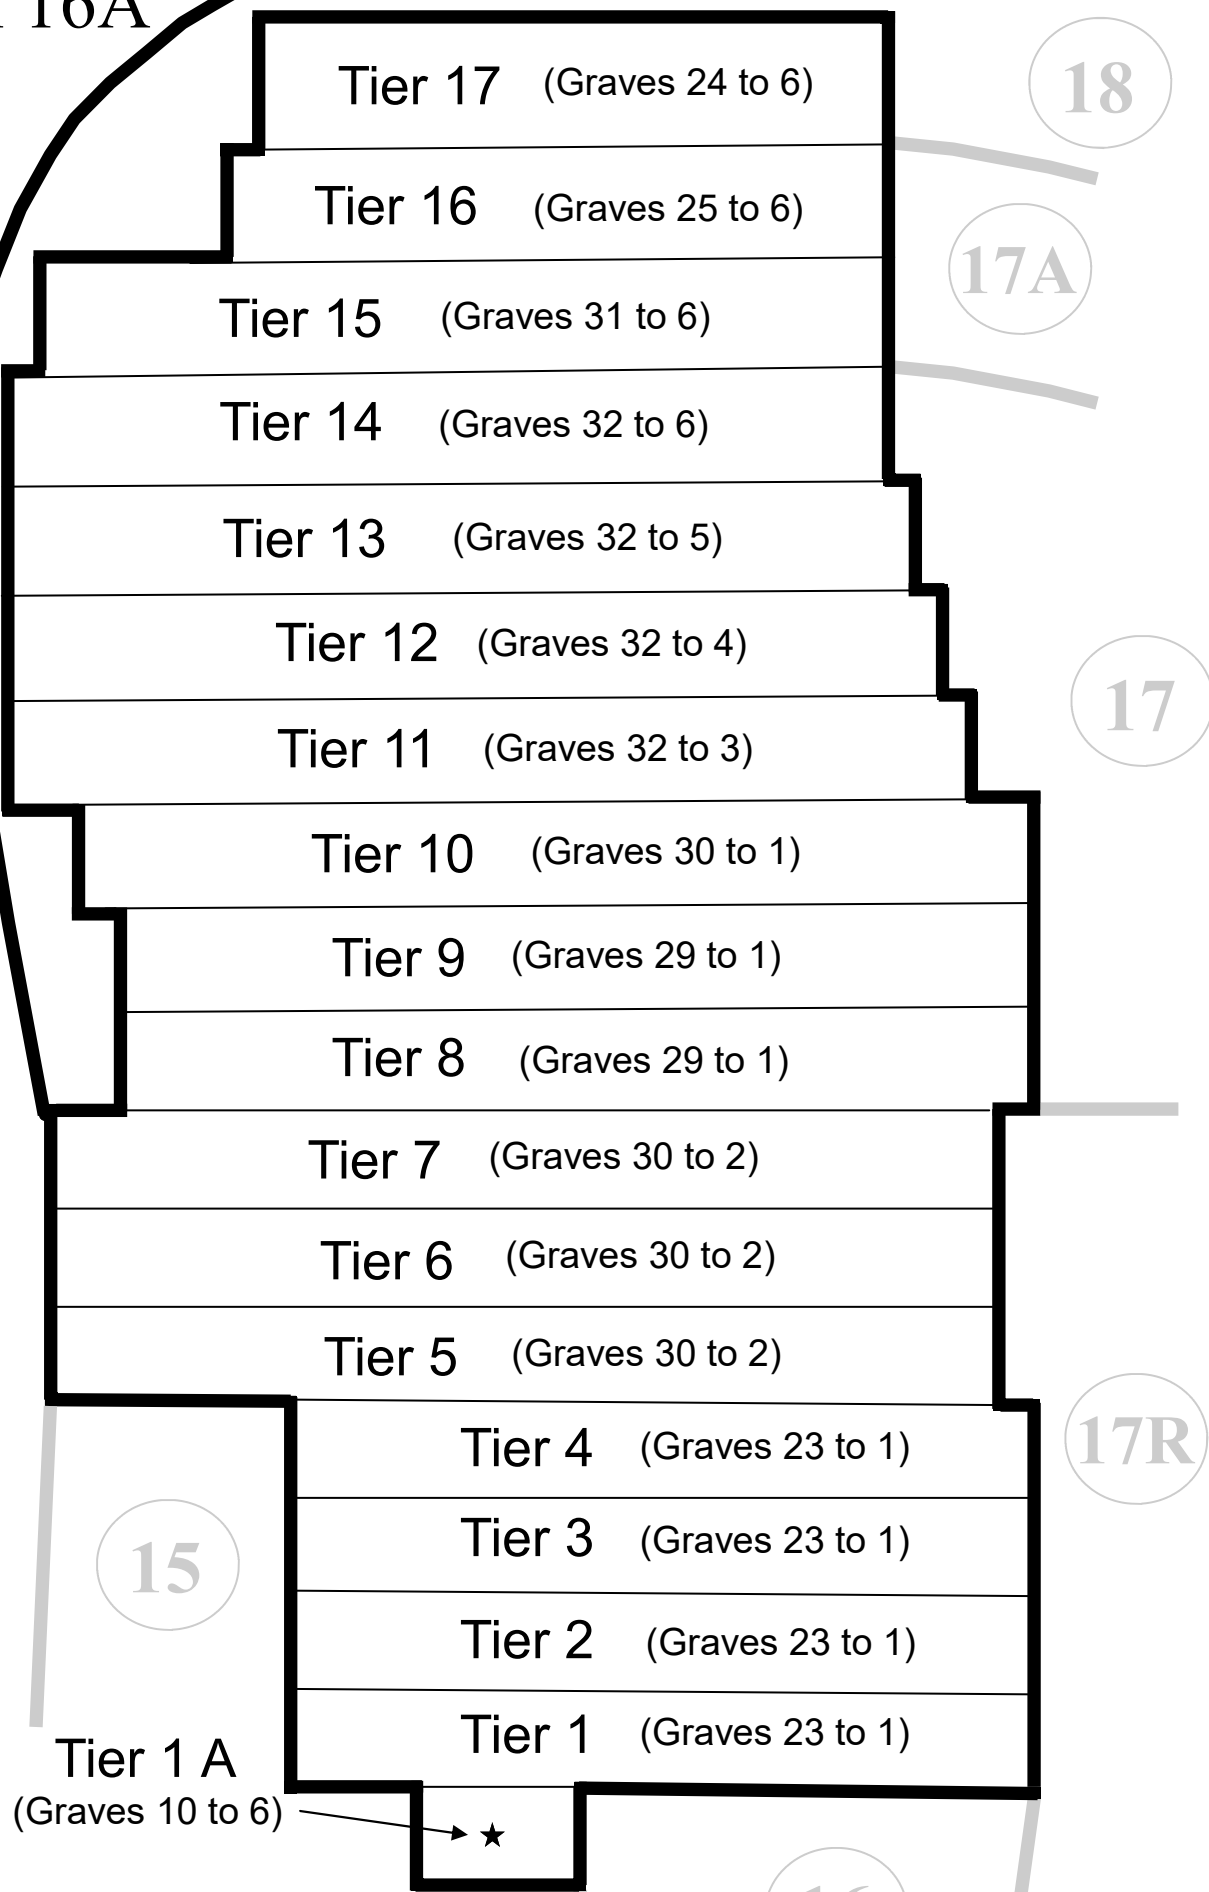 16A
Tier 17 (Graves 24 to 6)
18
Tier 16 (Graves 25 to 6)
17A
Tier 15 (Graves 31 to 6)
Tier 14 (Graves 32 to 6)
Tier 13 (Graves 32 to 5)
Tier 12 (Graves 32 to 4)
17
Tier 11 (Graves 32 to 3)
Tier 10 (Graves 30 to 1)
Tier 9 (Graves 29 to 1)
Tier 8 (Graves 29 to 1)
Tier 7 (Graves 30 to 2)
Tier 6 (Graves 30 to 2)
Tier 5 (Graves 30 to 2)
Tier 4 (Graves 23 to 1)
17R
Tier 3 (Graves 23 to 1)
15
Tier 2 (Graves 23 to 1)
Tier 1 (Graves 23 to 1)
Tier 1 A
(Graves 10 to 6)